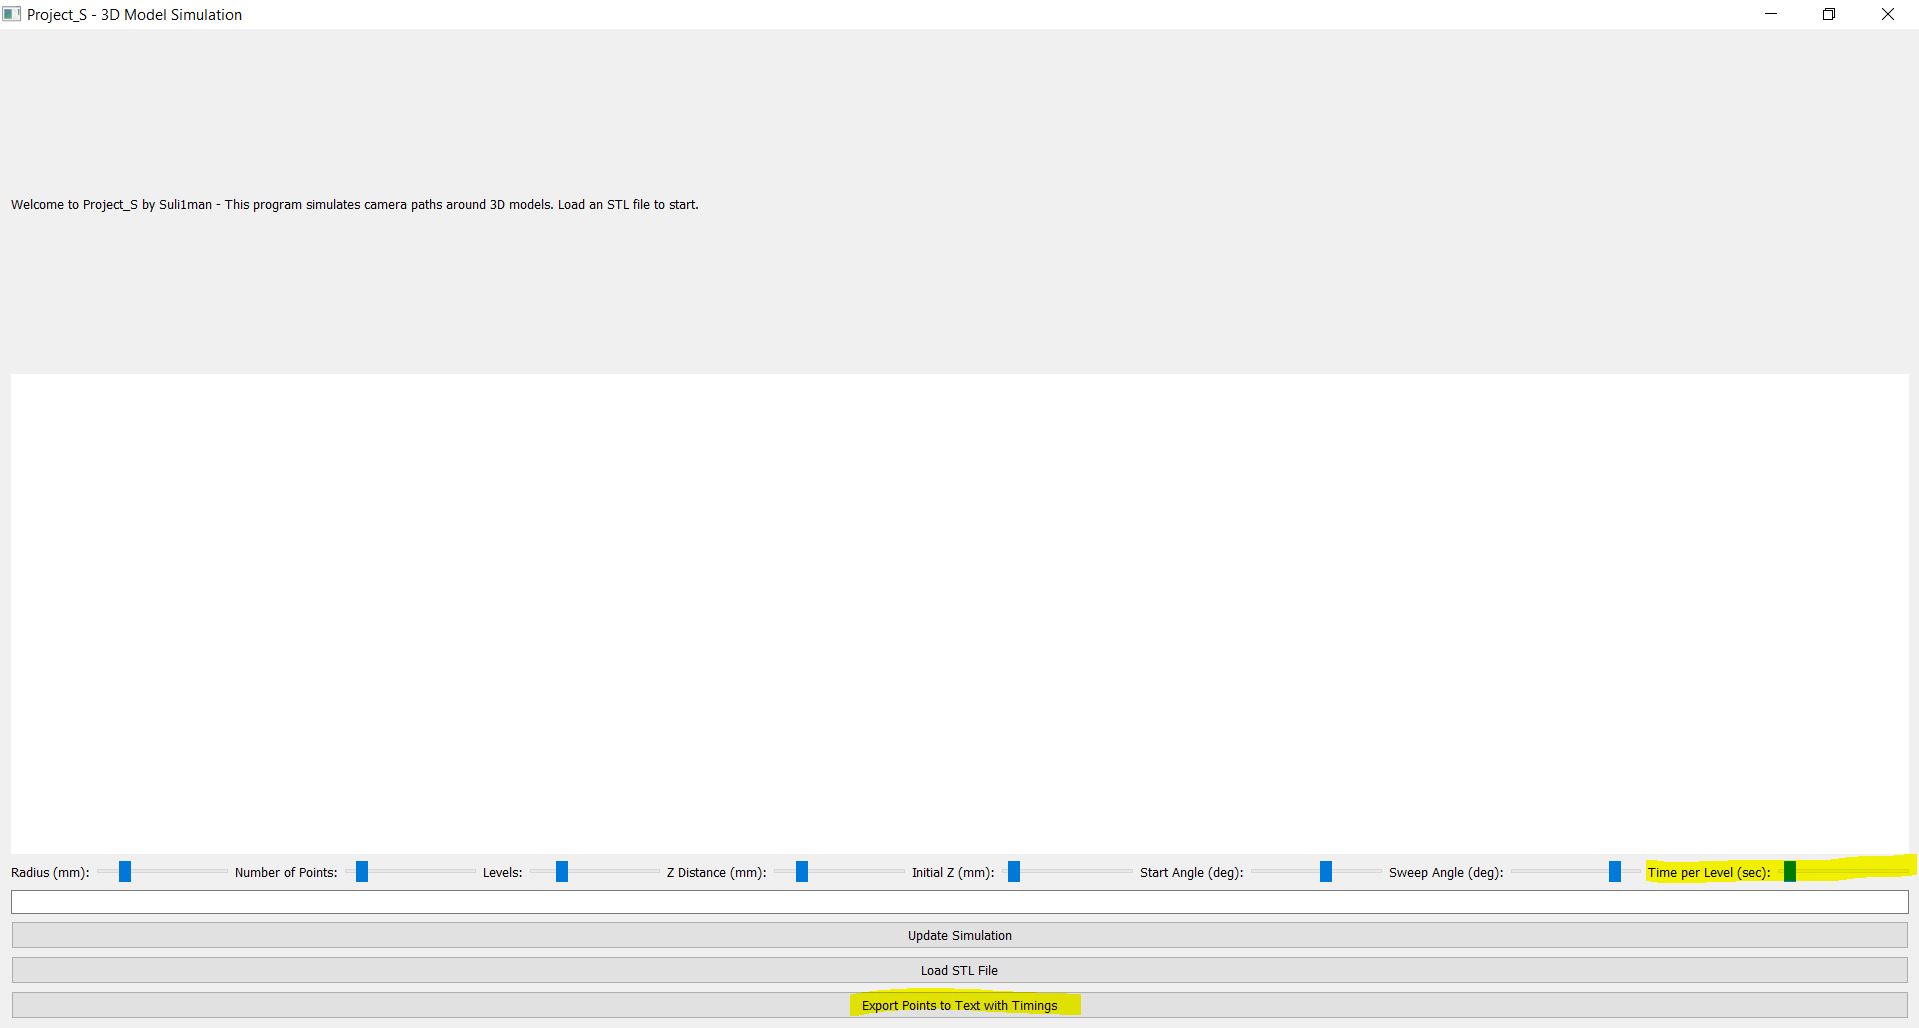 Project_S - 3D Model Simulation
Welcome to Project_S by Suli1man - This program simulates camera paths around 3D models. Load an STL file to start.
Radius (mm): Number of Points: Levels: Z Distance (mm): Initial Z (mm): Start Angle (deg): Sweep Angle (deg): Time per Level (sec):
Update Simulation
Load STL File
Export Points to Text with Timings